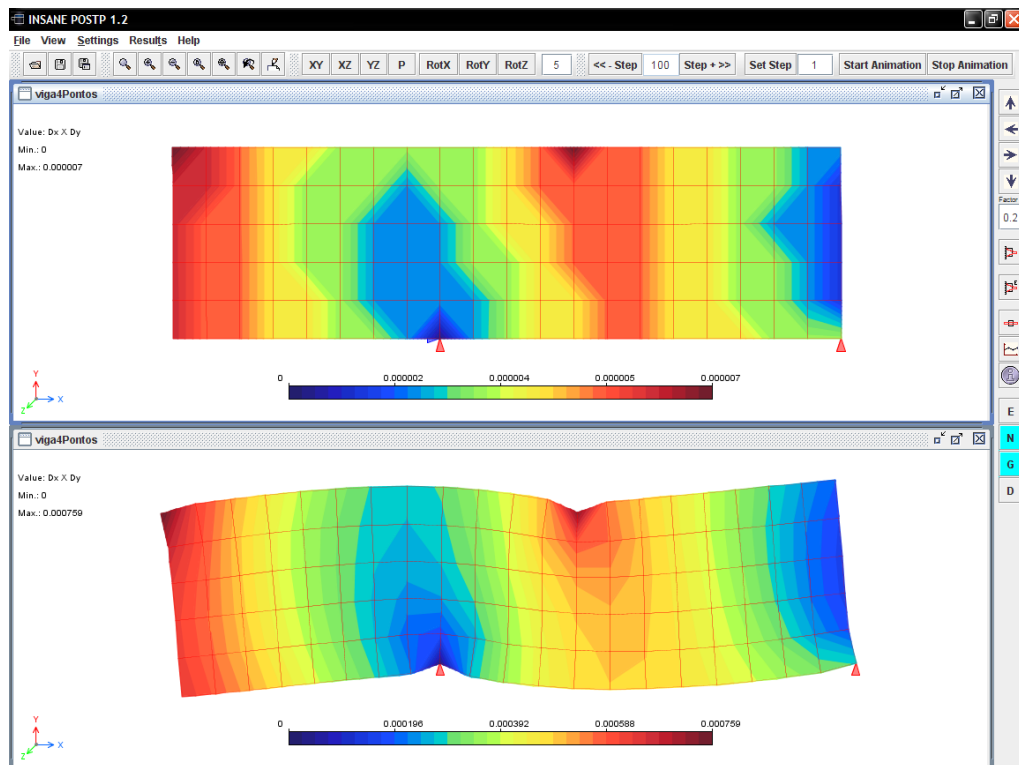 INSANE POSTP 1.2
File View Settings Results Help
XY XZ YZ P RotX RotY RotZ 5 << - Step 100 Step + >> Set Step 1 Start Animation Stop Animation
viga4Pontos
Value: Dx X Dy
Min.: 0
Max.: 0.000007
Factor
0.2
E
Y
X
Z
0 0.000002 0.000004 0.000005 0.000007
E
N
G
D
viga4Pontos
Value: Dx X Dy
Min.: 0
Max.: 0.000759
Y
X
Z
0 0.000196 0.000392 0.000588 0.000759